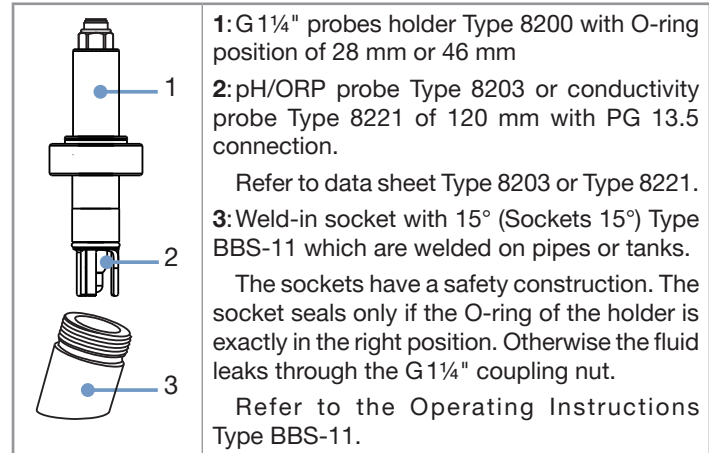 1
2
3
1: G 1¼" probes holder Type 8200 with O-ring
position of 28 mm or 46 mm
2: pH/ORP probe Type 8203 or conductivity
probe Type 8221 of 120 mm with PG 13.5
connection.
Refer to data sheet Type 8203 or Type 8221.
3: Weld-in socket with 15° (Sockets 15°) Type
BBS-11 which are welded on pipes or tanks.
The sockets have a safety construction. The
socket seals only if the O-ring of the holder is
exactly in the right position. Otherwise the fluid
leaks through the G 1¼" coupling nut.
Refer to the Operating Instructions
Type BBS-11.